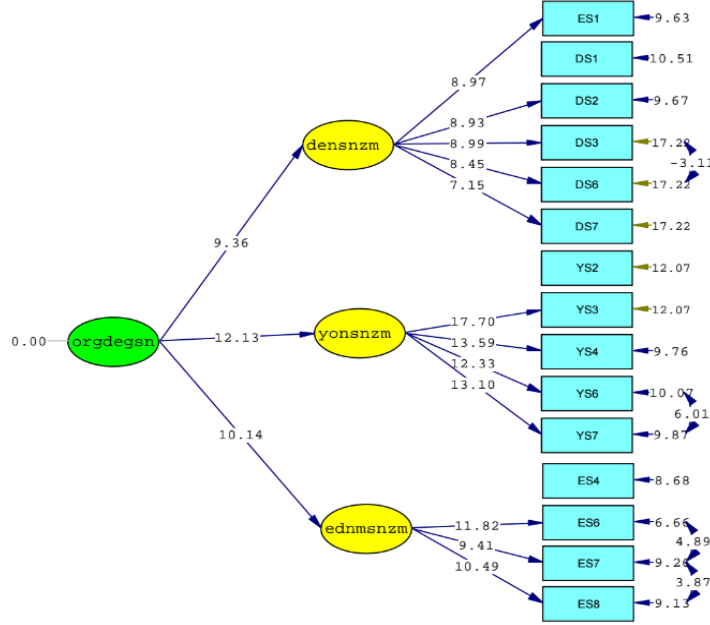 ES1
9.63
DS1
10.51
8.97
DS2
9.67
8.93
densnzm
8.99
DS3
-3.11
8.45
DS6
17.22
7.15
DS7
17.22
9.36
YS2
12.07
17.70
YS3
12.07
0.00
orgdegsn
12.13
yonsnzm
13.59
YS4
9.76
12.33
YS6
10.07
13.10
6.01
YS7
9.87
10.14
ES4
8.68
ednmsnzm
11.82
ES6
6.66
9.41
4.89
ES7
10.49
3.87
ES8
9.13